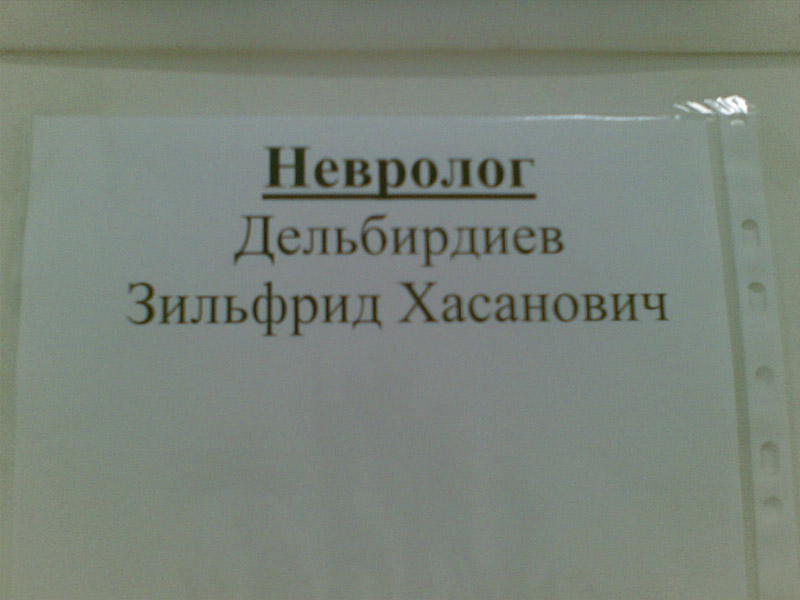 Невролог
Дельбирдиев
Зильфрид Хасанович